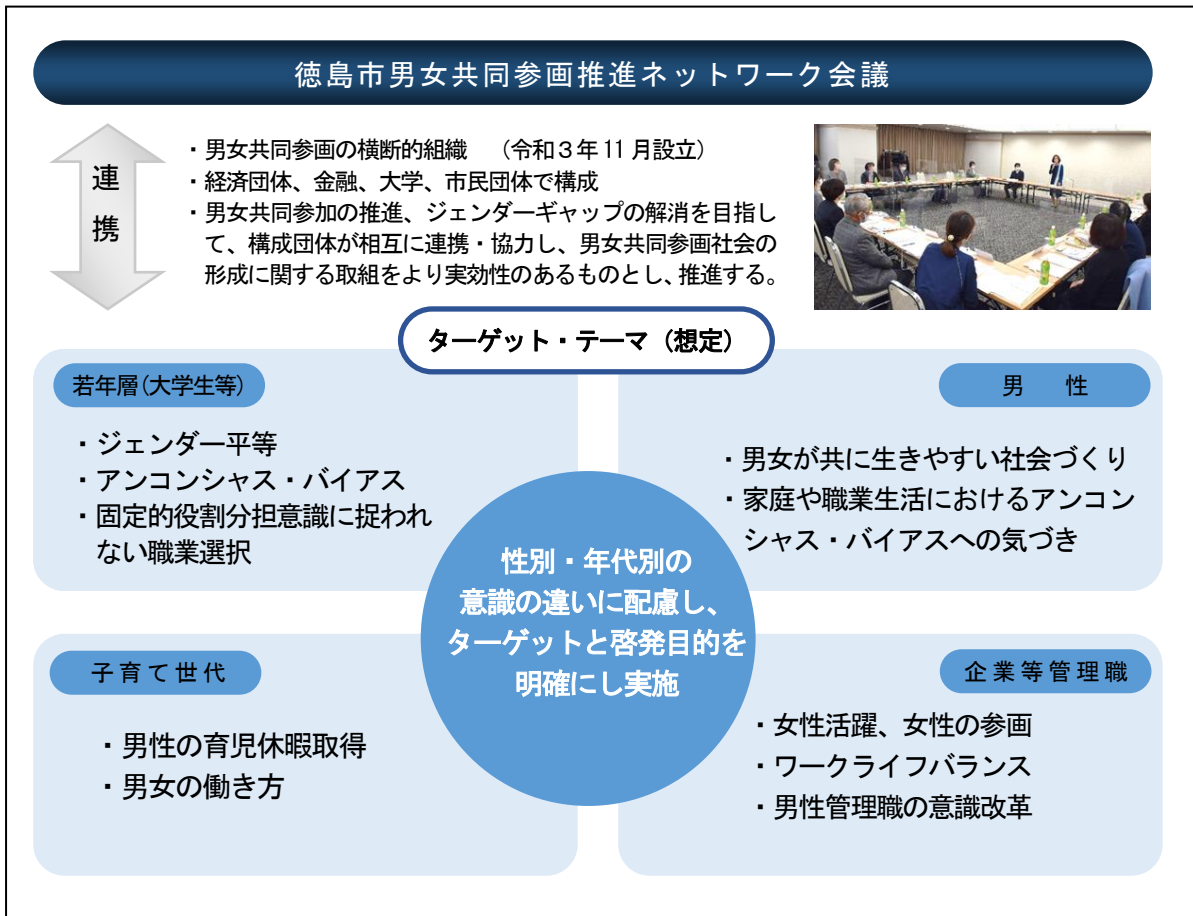 徳島市男女共同参画推進ネットワーク会議
連
携
・男女共同参画の横断的組織　（令和３年11月設立）
・経済団体、金融、大学、市民団体で構成
・男女共同参加の推進、ジェンダーギャップの解消を目指し
て、構成団体が相互に連携・協力し、男女共同参画社会の
形成に関する取組をより実効性のあるものとし、推進する。
ターゲット・テーマ（想定）
若年層（大学生等）
・ジェンダー平等
・アンコンシャス・バイアス
・固定的役割分担意識に捉われ
ない職業選択
男　性
・男女が共に生きやすい社会づくり
・家庭や職業生活におけるアンコン
シャス・バイアスへの気づき
性別・年代別の
意識の違いに配慮し、
ターゲットと啓発目的を
明確にし実施
子育て世代
・男性の育児休暇取得
・男女の働き方
企業等管理職
・女性活躍、女性の参画
・ワークライフバランス
・男性管理職の意識改革